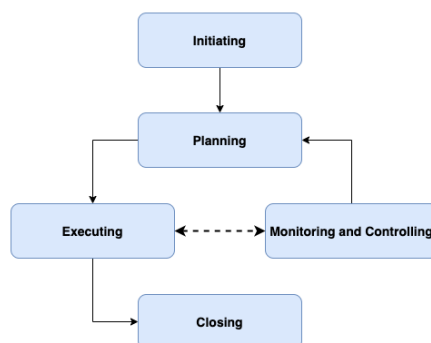 Initiating
Planning
Executing
Monitoring and Controlling
Closing